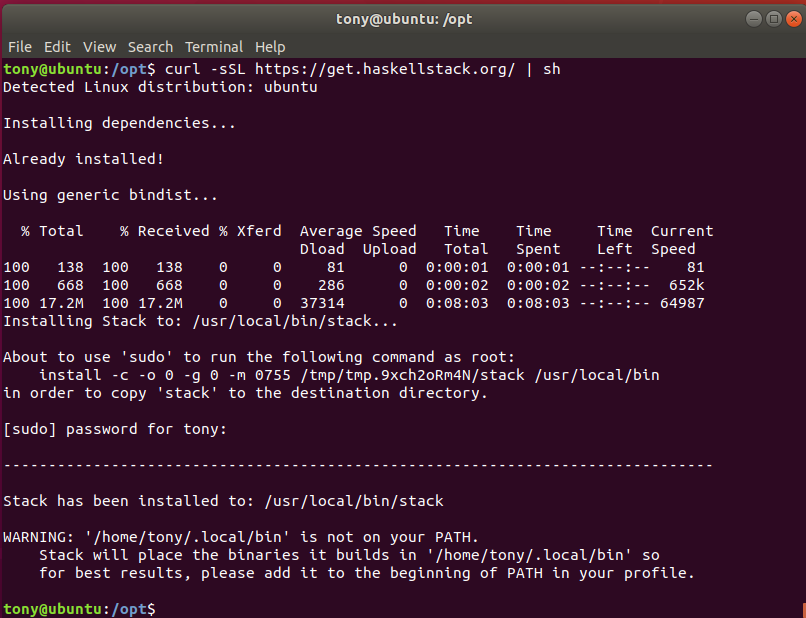 tony@ubuntu: /opt
File Edit View Search Terminal Help
tony@ubuntu:/opt$ curl -sSL https://get.haskellstack.org/ | sh
Detected Linux distribution: ubuntu
Installing dependencies...
Already installed!
Using generic bindist...
  % Total    % Received % Xferd  Average Speed   Time    Time     Time  Current
                                 Dload  Upload   Total   Spent    Left  Speed
100   138  100   138    0     0     81      0  0:00:01  0:00:01 --:--:--    81
100   668  100   668    0     0    286      0  0:00:02  0:00:02 --:--:--  652k
100 17.2M  100 17.2M    0     0  37314      0  0:08:03  0:08:03 --:--:-- 64987
Installing Stack to: /usr/local/bin/stack...
About to use 'sudo' to run the following command as root:
    install -c -o 0 -g 0 -m 0755 /tmp/tmp.9xch2oRm4N/stack /usr/local/bin
in order to copy 'stack' to the destination directory.
[sudo] password for tony:
-------------------------------------------------------------------------------
Stack has been installed to: /usr/local/bin/stack
WARNING: '/home/tony/.local/bin' is not on your PATH.
    Stack will place the binaries it builds in '/home/tony/.local/bin' so
    for best results, please add it to the beginning of PATH in your profile.
tony@ubuntu:/opt$